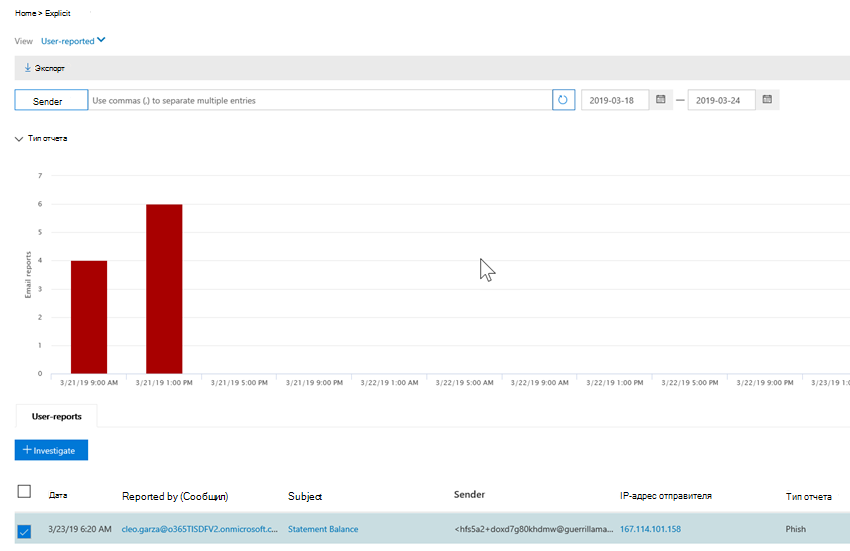 Home > Explicit
View User-reported
Экспорт
Sender Use commas (,) to separate multiple entries 2019-03-18 — 2019-03-24
Тип отчета
7
6
5
4
3
2
1
0
Email reports
3/21/19 9:00 AM 3/21/19 1:00 PM 3/21/19 5:00 PM 3/21/19 9:00 PM 3/22/19 1:00 AM 3/22/19 5:00 AM 3/22/19 9:00 AM 3/22/19 1:00 PM 3/22/19 5:00 PM 3/22/19 9:00 PM 3/23/19 1:0
User-reports
+ Investigate
Дата Reported by (Сообщил) Subject Sender IP-адрес отправителя Тип отчета
3/23/19 6:20 AM cleo.garza@o365TISDFV2.onmicrosoft.c... Statement Balance <hfs5a2+doxd7g80khdmw@guerrillama... 167.114.101.158 Phish